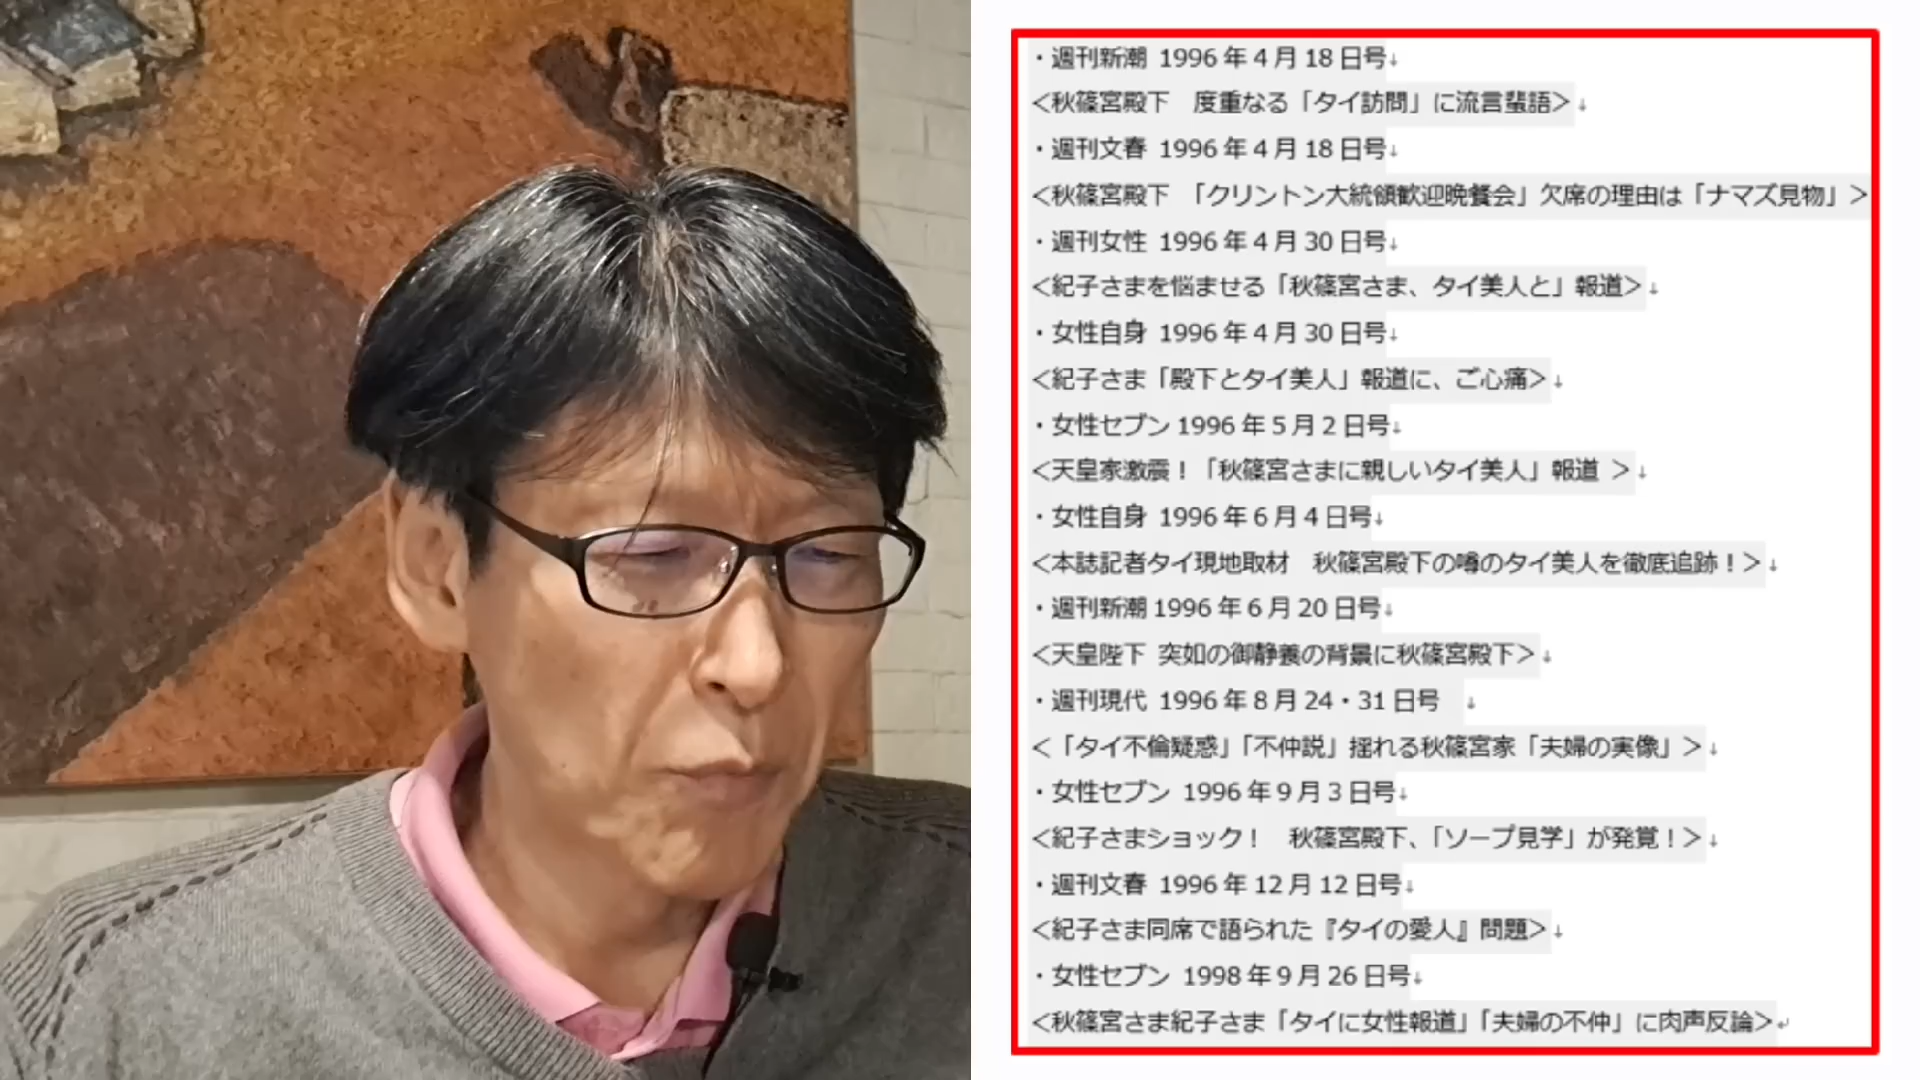 ・週刊新潮 1996年4月18日号↓
＜秋篠宮殿下　度重なる「タイ訪問」に流言蜚語＞↓
・週刊文春 1996年4月18日号↓
＜秋篠宮殿下　「クリントン大統領歓迎晩餐会」欠席の理由は「ナマズ見物」＞
・週刊女性 1996年4月30日号↓
＜紀子さまを悩ませる「秋篠宮さま、タイ美人と」報道＞↓
・女性自身 1996年4月30日号↓
＜紀子さま「殿下とタイ美人」報道に、ご心痛＞↓
・女性セブン 1996年5月2日号↓
＜天皇家激震！「秋篠宮さまに親しいタイ美人」報道 ＞↓
・女性自身 1996年6月4日号↓
＜本誌記者タイ現地取材　秋篠宮殿下の噂のタイ美人を徹底追跡！＞↓
・週刊新潮 1996年6月20日号↓
＜天皇陛下 突如の御静養の背景に秋篠宮殿下＞↓
・週刊現代 1996年8月24・31日号　↓
＜「タイ不倫疑惑」「不仲説」揺れる秋篠宮家「夫婦の実像」＞↓
・女性セブン 1996年9月3日号↓
＜紀子さまショック！　秋篠宮殿下、「ソープ見学」が発覚！＞↓
・週刊文春 1996年12月12日号↓
＜紀子さま同席で語られた『タイの愛人』問題＞↓
・女性セブン 1998年9月26日号↓
＜秋篠宮さま紀子さま「タイに女性報道」「夫婦の不仲」に肉声反論＞↵